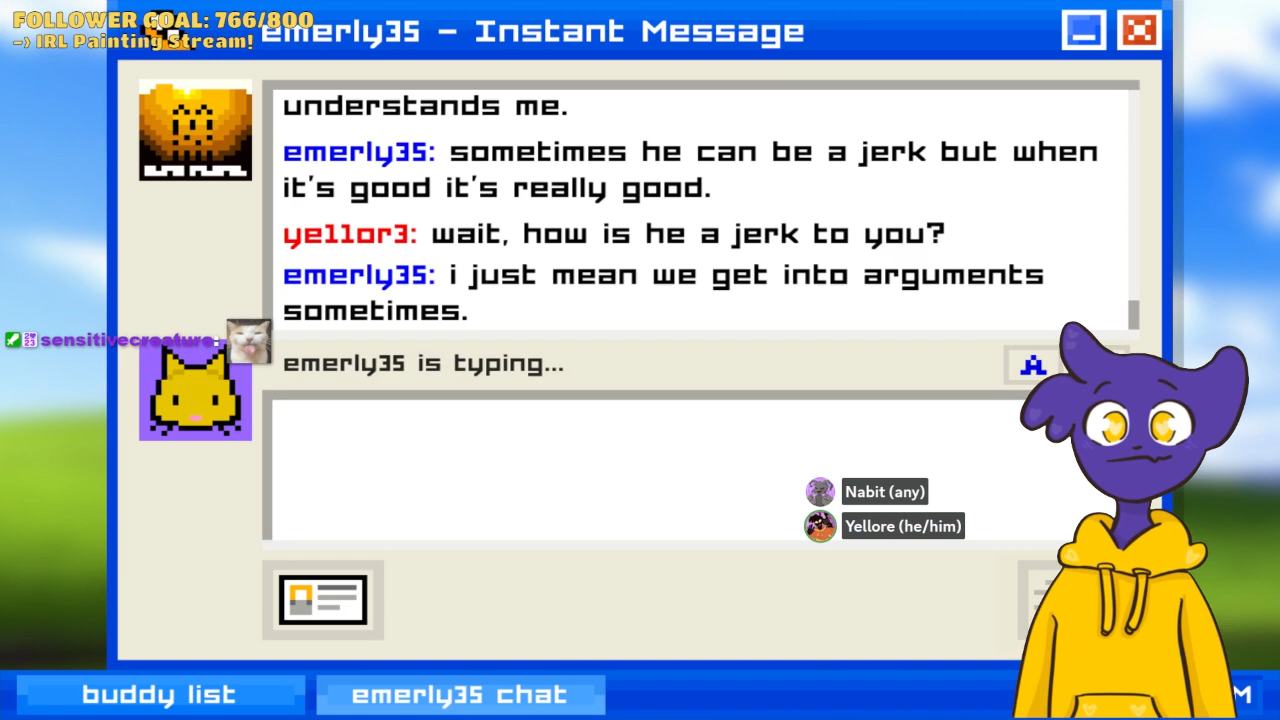 FOLLOWER GOAL: 766/800
-> IRL Painting Stream!
emerly35 - Instant Message
understands me.
emerly35: sometimes he can be a jerk but when
it's good it's really good.
yellor3: wait, how is he a jerk to you?
emerly35: i just mean we get into arguments
sometimes.
sensitivecreature:
emerly35 is typing...
A
Nabit (any)
Yellore (he/him)
buddy list
emerly35 chat
M